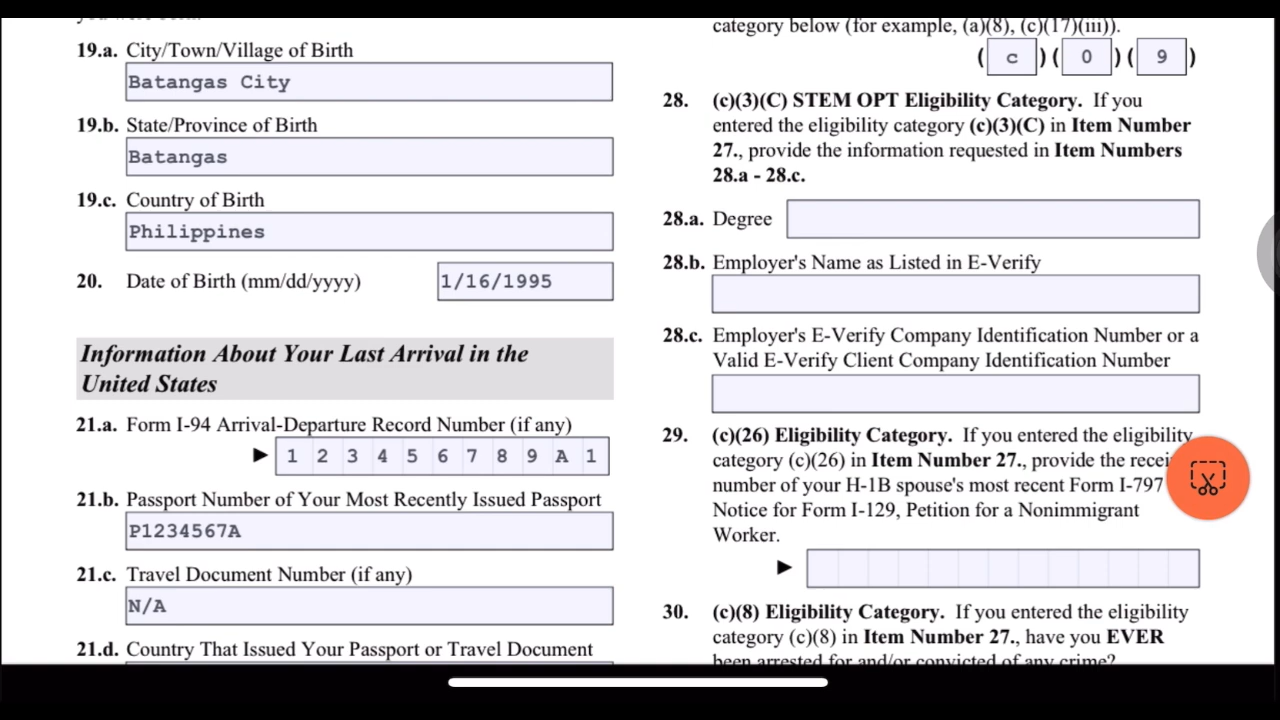 19.a. City/Town/Village of Birth
Batangas City
19.b. State/Province of Birth
Batangas
19.c. Country of Birth
Philippines
20. Date of Birth (mm/dd/yyyy) 1/16/1995
Information About Your Last Arrival in the
United States
21.a. Form I-94 Arrival-Departure Record Number (if any)
► 1 2 3 4 5 6 7 8 9 A 1
21.b. Passport Number of Your Most Recently Issued Passport
P1234567A
21.c. Travel Document Number (if any)
N/A
21.d. Country That Issued Your Passport or Travel Document
category below (for example, (a)(8), (c)(17)(iii)).
( c ) ( 0 ) ( 9 )
28. (c)(3)(C) STEM OPT Eligibility Category. If you
entered the eligibility category (c)(3)(C) in Item Number
27., provide the information requested in Item Numbers
28.a - 28.c.
28.a. Degree
28.b. Employer's Name as Listed in E-Verify
28.c. Employer's E-Verify Company Identification Number or a
Valid E-Verify Client Company Identification Number
29. (c)(26) Eligibility Category. If you entered the eligibility
category (c)(26) in Item Number 27., provide the
number of your H-1B spouse's most recent Form I-797
Notice for Form I-129, Petition for a Nonimmigrant
Worker.
►
30. (c)(8) Eligibility Category. If you entered the eligibility
category (c)(8) in Item Number 27., have you EVER
been arrested for and/or convicted of any crime?